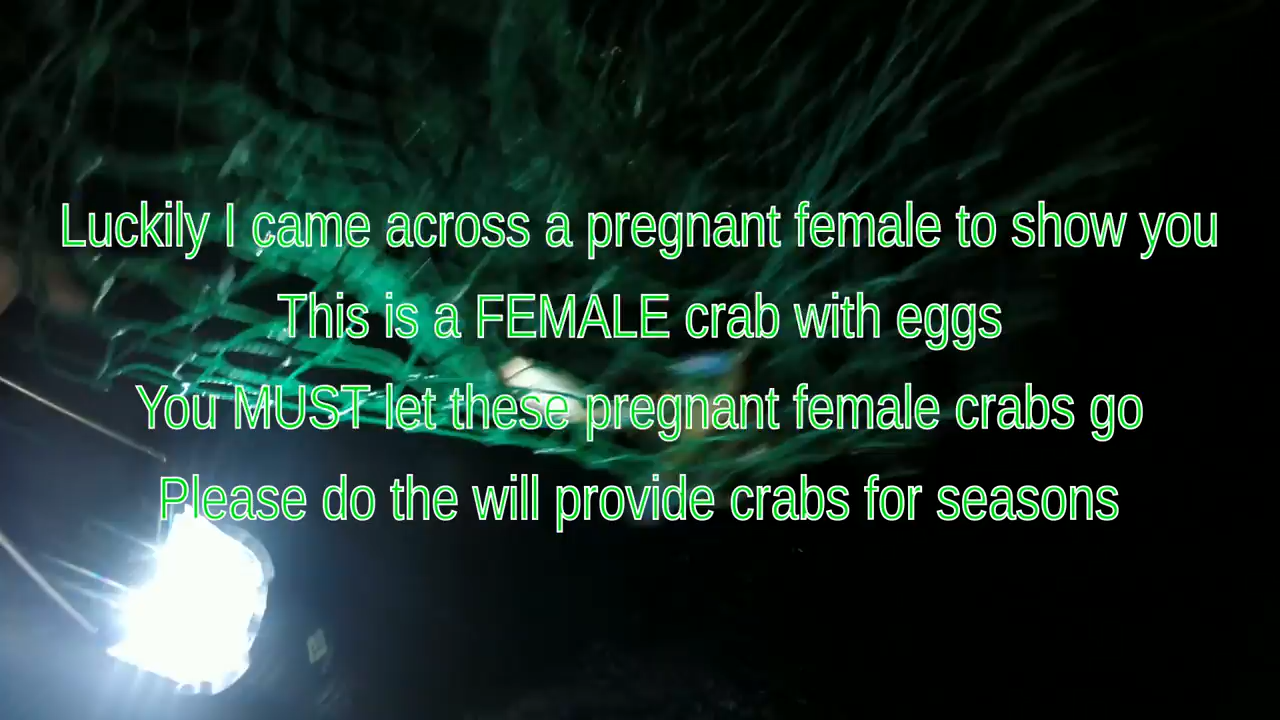 Luckily I came across a pregnant female to show you
This is a FEMALE crab with eggs
You MUST let these pregnant female crabs go
Please do the will provide crabs for seasons